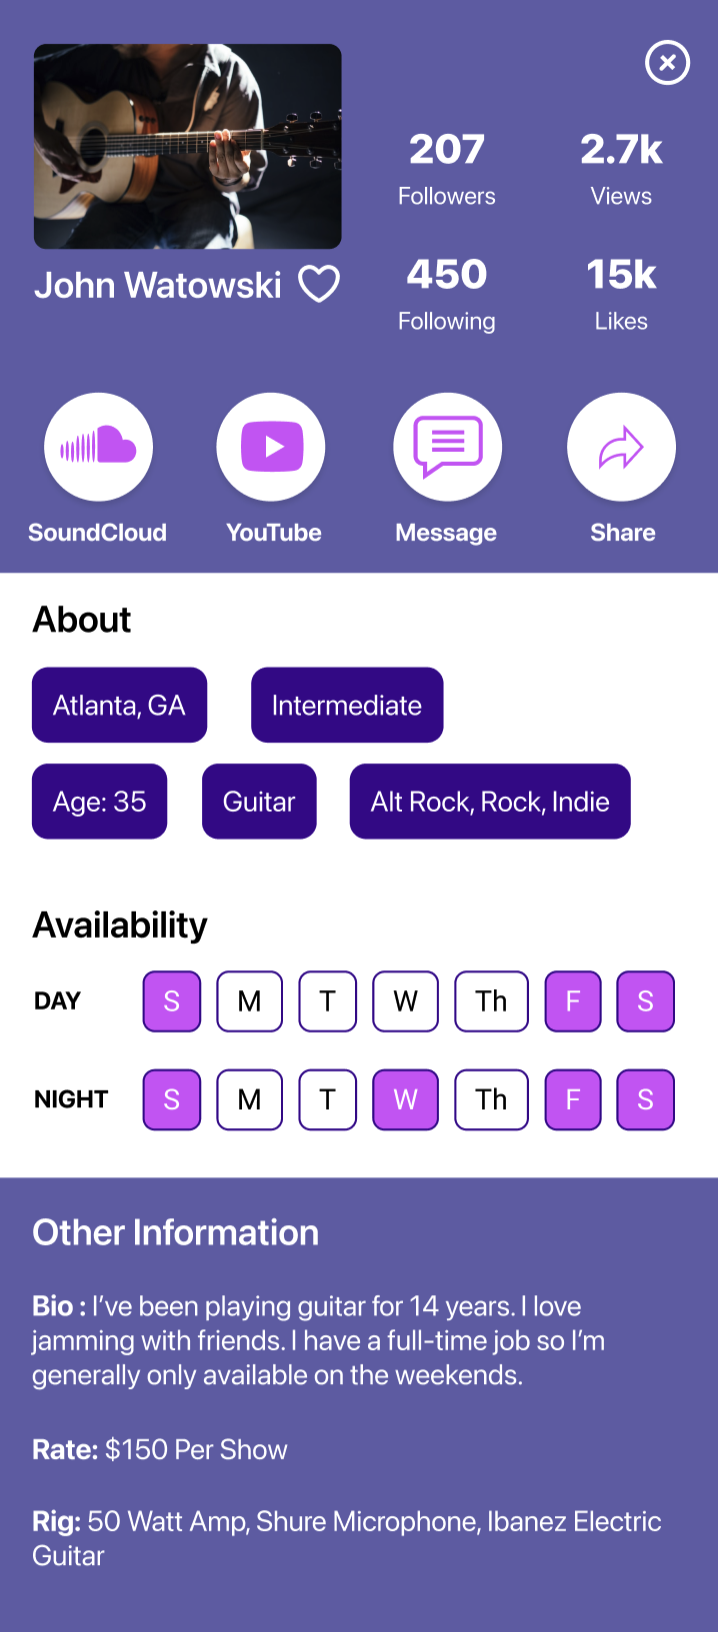 207
Followers
2.7k
Views
450
Following
15k
Likes
John Watowski
SoundCloud
YouTube
Message
Share
About
Atlanta, GA
Intermediate
Age: 35
Guitar
Alt Rock, Rock, Indie
Availability
DAY S M T W Th F S
NIGHT S M T W Th F S
Other Information
Bio : I’ve been playing guitar for 14 years. I love
jamming with friends. I have a full-time job so I’m
generally only available on the weekends.
Rate: $150 Per Show
Rig: 50 Watt Amp, Shure Microphone, Ibanez Electric
Guitar